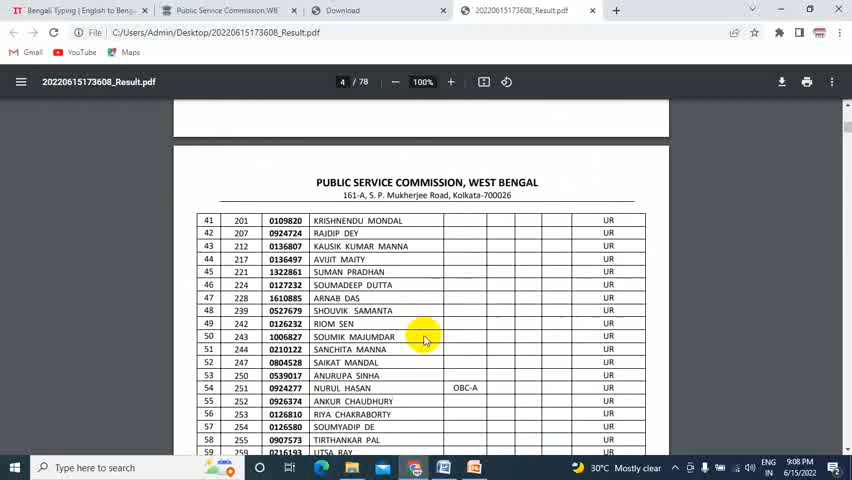 Bengali Typing | English to Beng
Public Service Commission,WB
Download
20220615173608_Result.pdf
File
C:/Users/Admin/Desktop/20220615173608_Result.pdf
Gmail
YouTube
Maps
20220615173608_Result.pdf
4 / 78
100%
PUBLIC SERVICE COMMISSION, WEST BENGAL
161-A, S. P. Mukherjee Road, Kolkata-700026
41 201 0109820 KRISHNENDU MONDAL UR
42 207 0924724 RAJDIP DEY UR
43 212 0136807 KAUSIK KUMAR MANNA UR
44 217 0136497 AVIJIT MAITY UR
45 221 1322861 SUMAN PRADHAN UR
46 224 0127232 SOUMADEEP DUTTA UR
47 228 1610885 ARNAB DAS UR
48 239 0527679 SHOUVIK SAMANTA UR
49 242 0126232 RIOM SEN UR
50 243 1006827 SOUMIK MAJUMDAR UR
51 244 0210122 SANCHITA MANNA UR
52 247 0804528 SAIKAT MANDAL UR
53 250 0539017 ANURUPA SINHA UR
54 251 0924277 NURUL HASAN OBC-A UR
55 252 0926374 ANKUR CHAUDHURY UR
56 253 0126810 RIYA CHAKRABORTY UR
57 254 0126580 SOUMYADIP DE UR
58 255 0907573 TIRTHANKAR PAL UR
59 259 0216193 UTSA RAY UR
Type here to search
30°C Mostly clear
ENG
IN
9:08 PM
6/15/2022
2